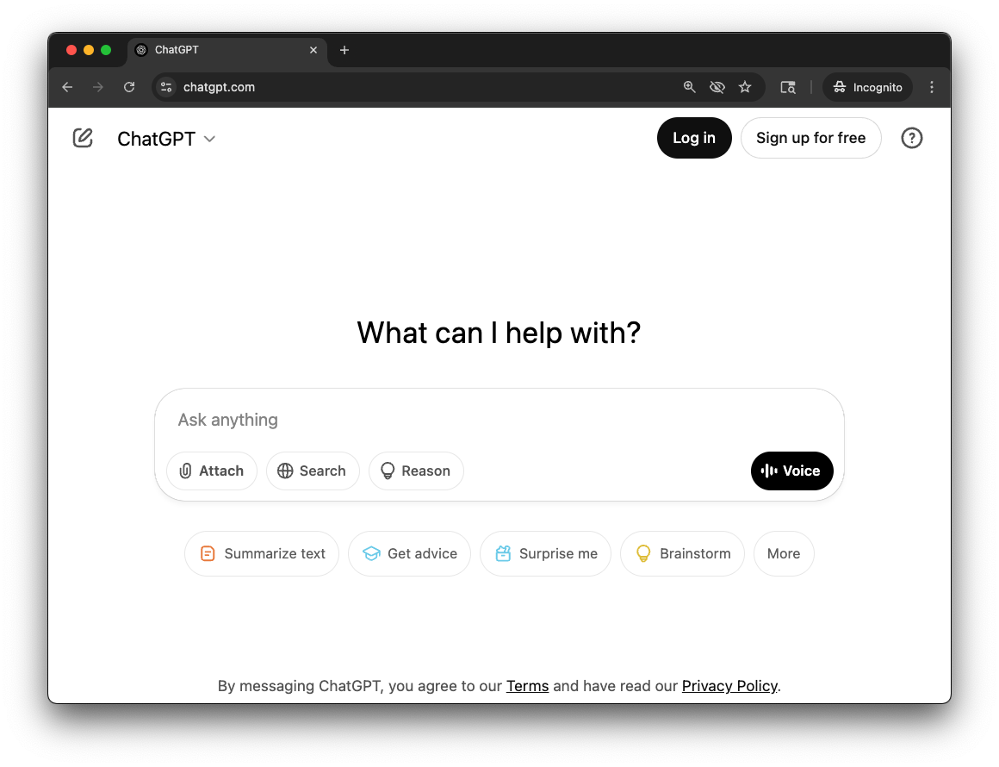 ChatGPT
chatgpt.com
Incognito
ChatGPT
Log in
Sign up for free
What can I help with?
Ask anything
Attach
Search
Reason
Voice
Summarize text
Get advice
Surprise me
Brainstorm
More
By messaging ChatGPT, you agree to our Terms and have read our Privacy Policy.